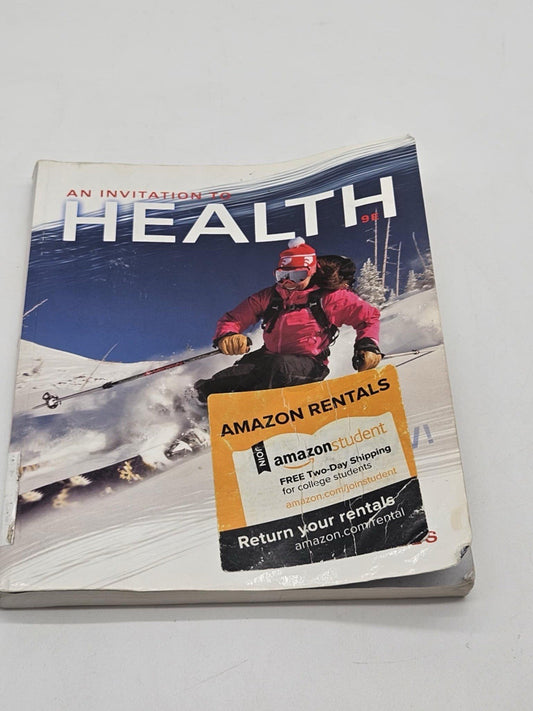 AN INVITATION TO
HEALTH
9E
AMAZON RENTALS
JOIN
amazonstudent
FREE Two-Day Shipping
for college students
amazon.com/joinstudent
Return your rentals
amazon.com/rental